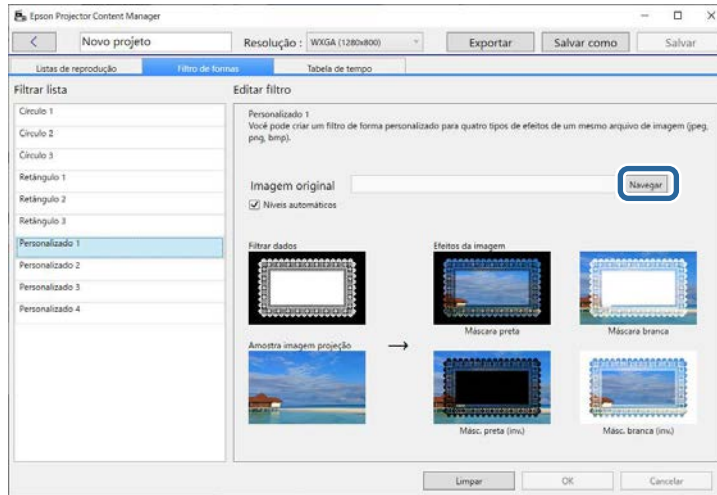 Epson Projector Content Manager
Novo projeto
Resolução : WXGA (1280x800)
Exportar
Salvar como
Salvar
Listas de reprodução
Filtro de formas
Tabela de tempo
Filtrar lista
Círculo 1
Círculo 2
Círculo 3
Retângulo 1
Retângulo 2
Retângulo 3
Personalizado 1
Personalizado 2
Personalizado 3
Personalizado 4
Editar filtro
Personalizado 1
Você pode criar um filtro de forma personalizado para quatro tipos de efeitos de um mesmo arquivo de imagem (jpeg,
png, bmp).
Imagem original
Navegar
Níveis automáticos
Filtrar dados
Efeitos da imagem
Máscara preta
Máscara branca
Amostra imagem projeção
Másc. preta (inv.)
Másc. branca (inv.)
Limpar
OK
Cancelar